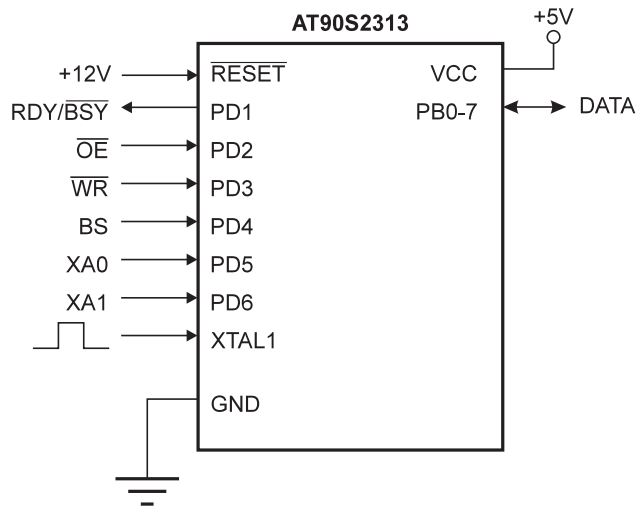 AT90S2313
+5V
+12V RESET VCC
RDY/BSY PD1 PB0-7 DATA
OE PD2
WR PD3
BS PD4
XA0 PD5
XA1 PD6
XTAL1
GND